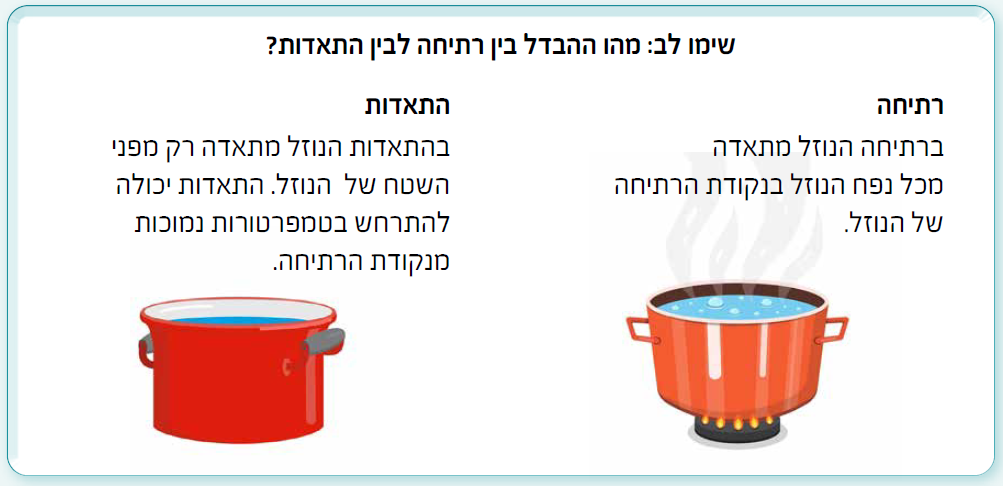 שימו לב: מהו ההבדל בין רתיחה לבין התאדות?
רתיחה
ברתיחה הנוזל מתאדה
מכל נפח הנוזל בנקודת הרתיחה
של הנוזל.
התאדות
בהתאדות הנוזל מתאדה רק מפני
השטח של הנוזל. התאדות יכולה
להתרחש בטמפרטורות נמוכות
מנקודת הרתיחה.